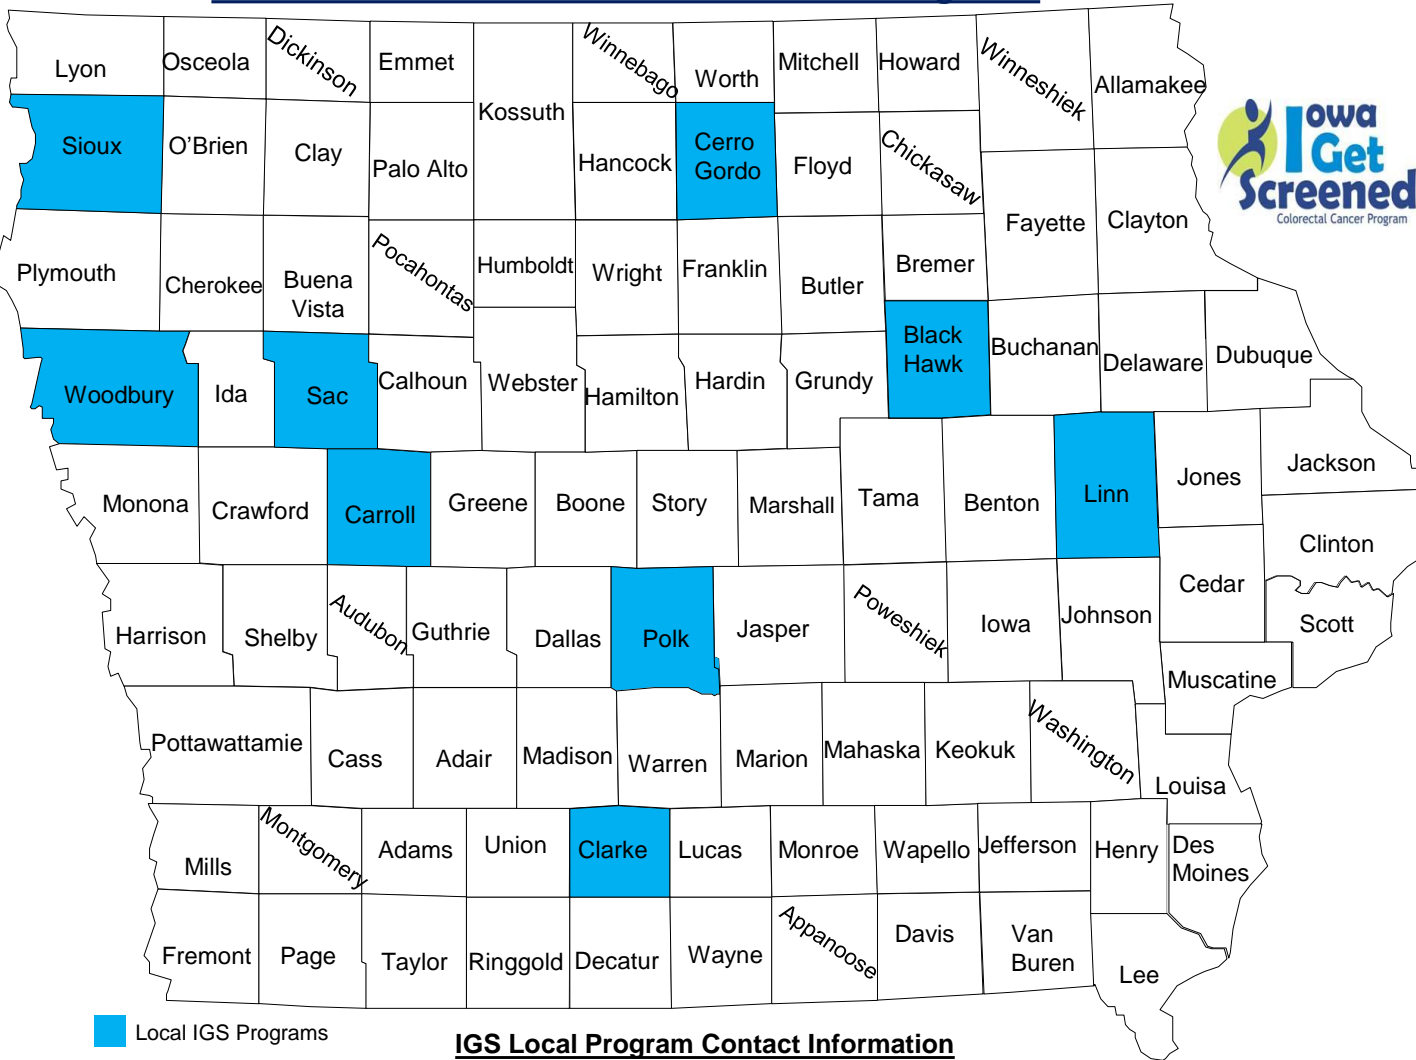 Lyon
Osceola
Dickinson
Emmet
Kossuth
Winnebago
Worth
Mitchell
Howard
Winneshiek
Allamakee
Iowa
Get
Screened
Colorectal Cancer Program
Sioux
O'Brien
Clay
Palo Alto
Hancock
Cerro
Gordo
Floyd
Chickasaw
Fayette
Clayton
Plymouth
Cherokee
Buena
Vista
Pocahontas
Humboldt
Wright
Franklin
Butler
Bremer
Woodbury
Ida
Sac
Calhoun
Webster
Hamilton
Hardin
Grundy
Black
Hawk
Buchanan
Delaware
Dubuque
Monona
Crawford
Carroll
Greene
Boone
Story
Marshall
Tama
Benton
Linn
Jones
Jackson
Clinton
Cedar
Harrison
Shelby
Audubon
Guthrie
Dallas
Polk
Jasper
Poweshiek
Iowa
Johnson
Scott
Muscatine
Pottawattamie
Cass
Adair
Madison
Warren
Marion
Mahaska
Keokuk
Washington
Louisa
Mills
Montgomery
Adams
Union
Clarke
Lucas
Monroe
Wapello
Jefferson
Henry
Des
Moines
Fremont
Page
Taylor
Ringgold
Decatur
Wayne
Appanoose
Davis
Van
Buren
Lee
Local IGS Programs
IGS Local Program Contact Information